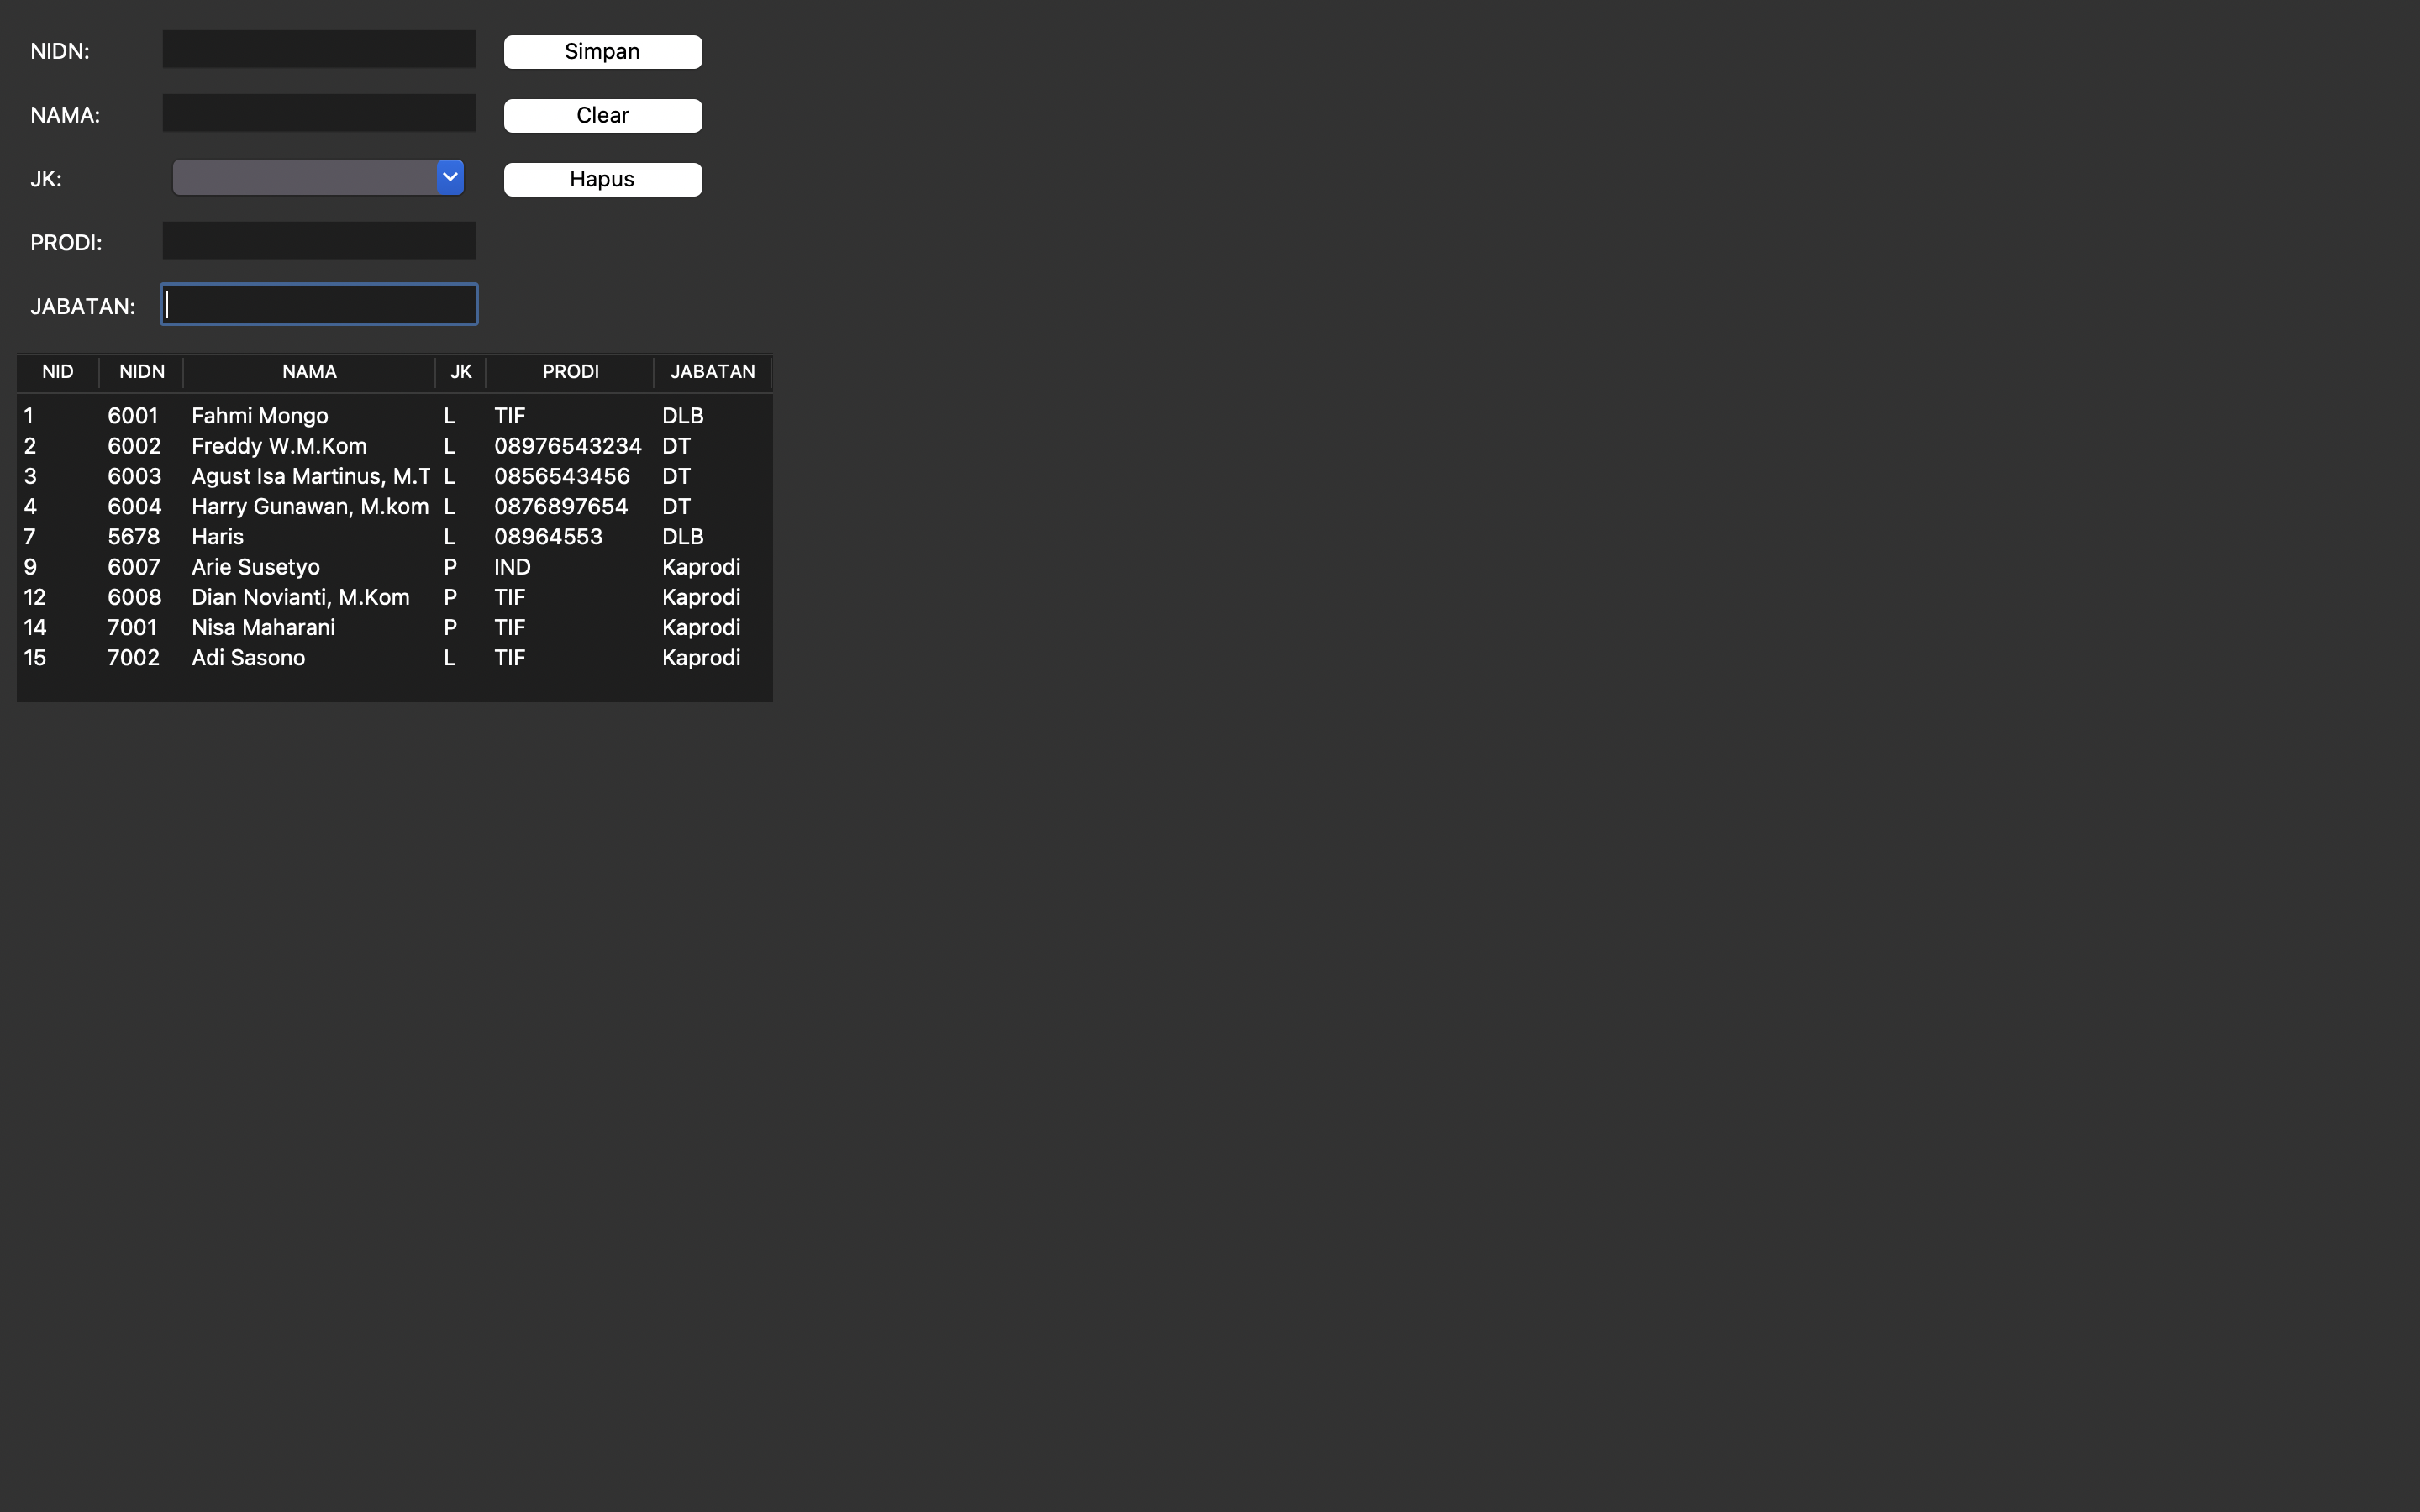 NIDN: Simpan
NAMA: Clear
JK: Hapus
PRODI:
JABATAN:
NID NIDN NAMA JK PRODI JABATAN
1 6001 Fahmi Mongo L TIF DLB
2 6002 Freddy W.M.Kom L 08976543234 DT
3 6003 Agust Isa Martinus, M.T L 0856543456 DT
4 6004 Harry Gunawan, M.kom L 0876897654 DT
7 5678 Haris L 08964553 DLB
9 6007 Arie Susetyo P IND Kaprodi
12 6008 Dian Novianti, M.Kom P TIF Kaprodi
14 7001 Nisa Maharani P TIF Kaprodi
15 7002 Adi Sasono L TIF Kaprodi